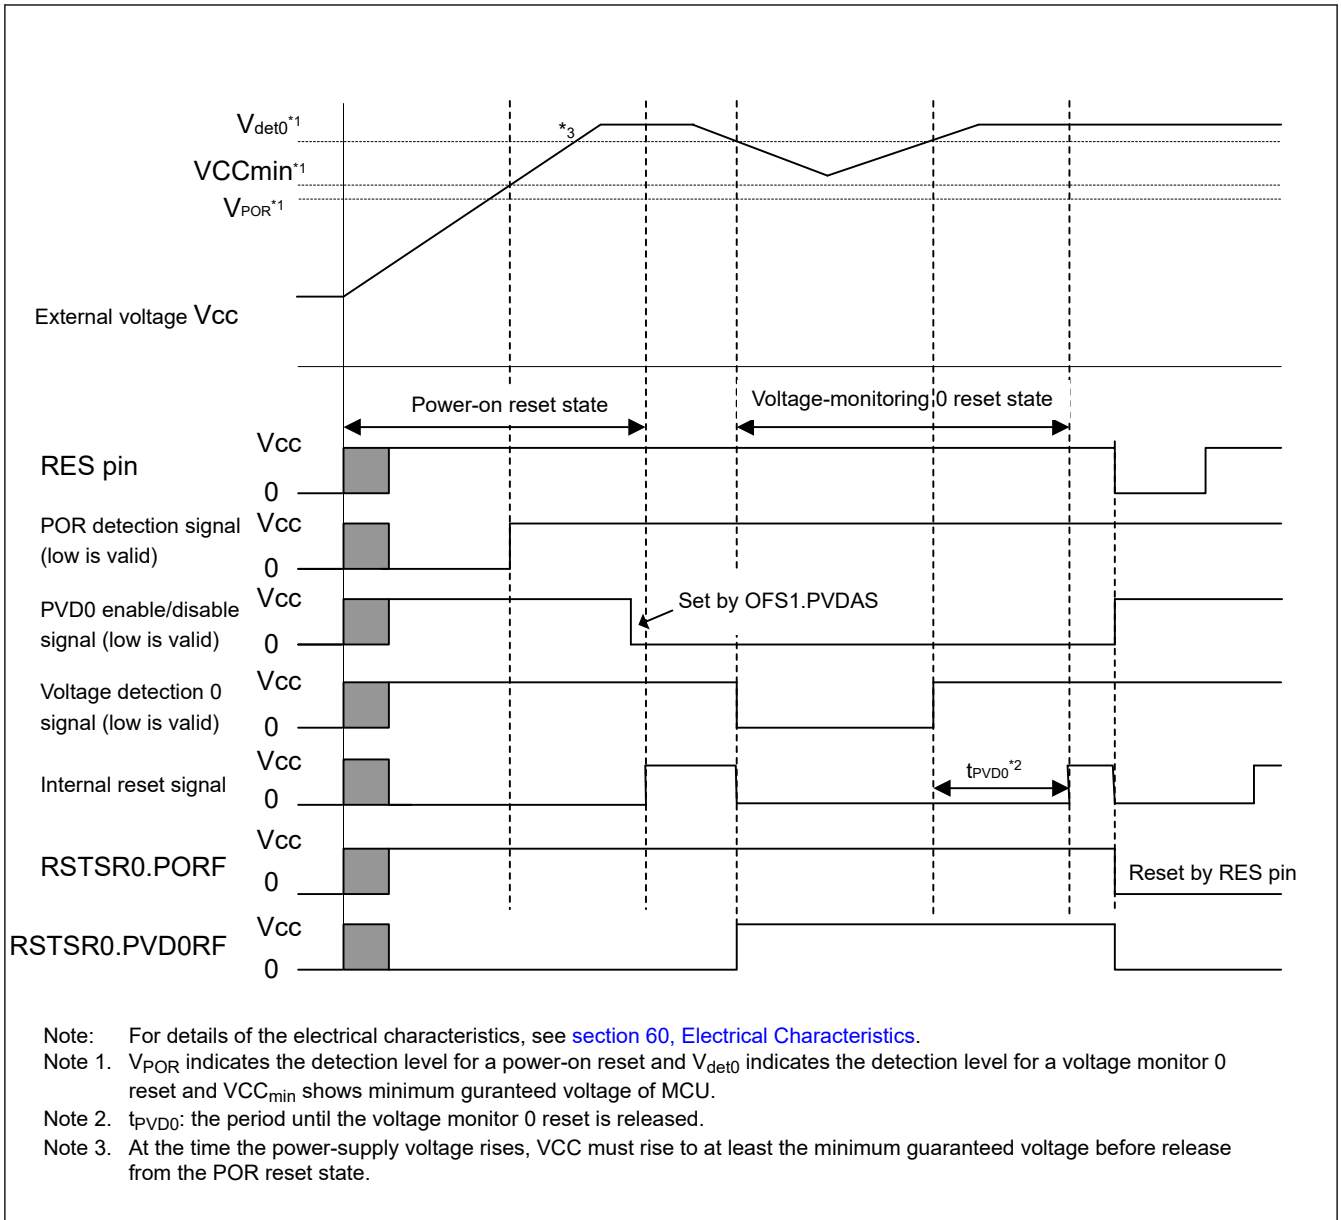 Vdet0*1
*3
VCCmin*1
VPOR*1
External voltage Vcc
Power-on reset state
Voltage-monitoring 0 reset state
RES pin
Vcc
0
POR detection signal
(low is valid)
Vcc
0
PVD0 enable/disable
signal (low is valid)
Vcc
0
Set by OFS1.PVDAS
Voltage detection 0
signal (low is valid)
Vcc
0
Internal reset signal
Vcc
0
tPVD0*2
RSTSR0.PORF
Vcc
0
Reset by RES pin
RSTSR0.PVD0RF
Vcc
0
Note: For details of the electrical characteristics, see section 60, Electrical Characteristics.
Note 1. VPOR indicates the detection level for a power-on reset and Vdet0 indicates the detection level for a voltage monitor 0
reset and VCCmin shows minimum guranteed voltage of MCU.
Note 2. tPVD0: the period until the voltage monitor 0 reset is released.
Note 3. At the time the power-supply voltage rises, VCC must rise to at least the minimum guaranteed voltage before release
from the POR reset state.